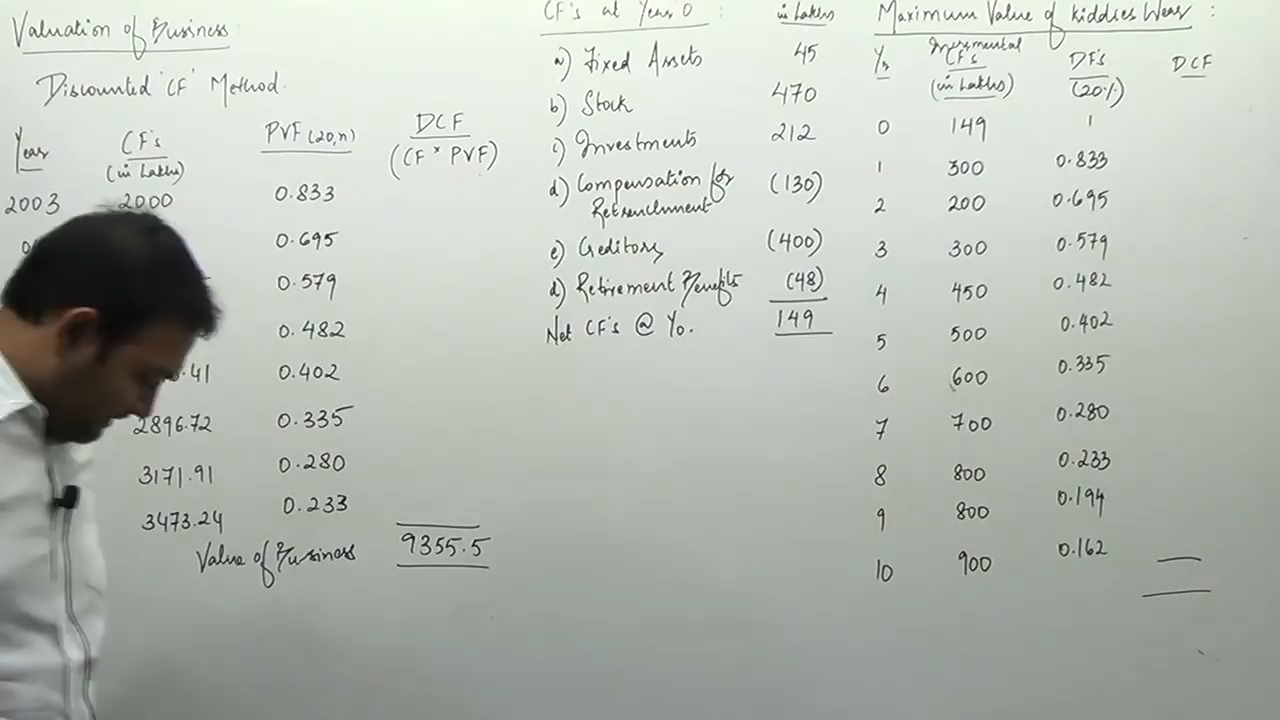 Valuation of Business:
Discounted 'CF' Method.
Year CF's (in Lakhs) PVF (20,n) DCF (CF × PVF)
2003 2000 0.833
0.695
0.579
0.482
.41 0.402
2896.72 0.335
3171.91 0.280
3473.24 0.233
Value of Business 9355.5
CF's at Year 0 : in Lakhs
a) Fixed Assets 45
b) Stock 470
c) Investments 212
d) Compensation for Retrenchment (130)
e) Creditors (400)
d) Retirement Benefits (48)
Net CF's @ Y0. 149
Maximum Value of Kiddies Wear :
Yr Incremental CF's (in Lakhs) DF's (20%) DCF
0 149 1
1 300 0.833
2 200 0.695
3 300 0.579
4 450 0.482
5 500 0.402
6 600 0.335
7 700 0.280
8 800 0.233
9 800 0.194
10 900 0.162